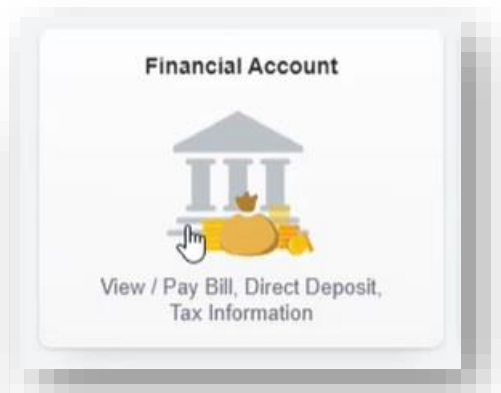 Financial Account
View / Pay Bill, Direct Deposit,
Tax Information